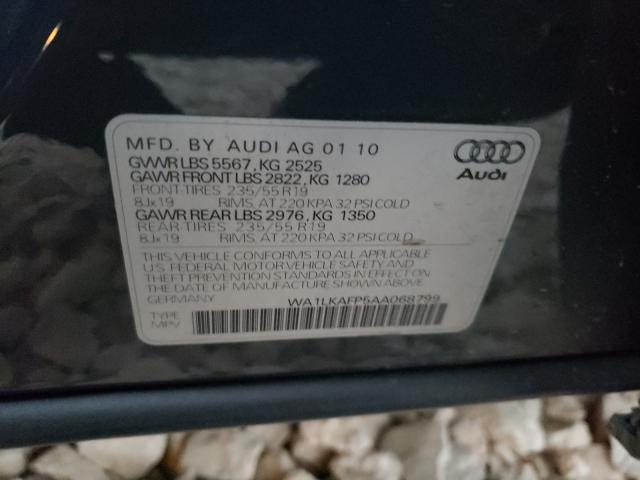 MFD. BY AUDI AG 01 10
GVWR LBS 5567, KG 2525
GAWR FRONT LBS 2822, KG 1280
FRONT-TIRES 235/55 R19
8Jx19 RIMS, AT 220 KPA 32 PSI COLD
GAWR REAR LBS 2976, KG 1350
REAR-TIRES 235/55 R19
8Jx19 RIMS, AT 220 KPA 32 PSI COLD
THIS VEHICLE CONFORMS TO ALL APPLICABLE
U.S. FEDERAL MOTOR VEHICLE SAFETY AND
THEFT PREVENTION STANDARDS IN EFFECT ON
THE DATE OF MANUFACTURE SHOWN ABOVE
GERMANY WA1LKAFP5AA068799
TYPE
MPV
Audi